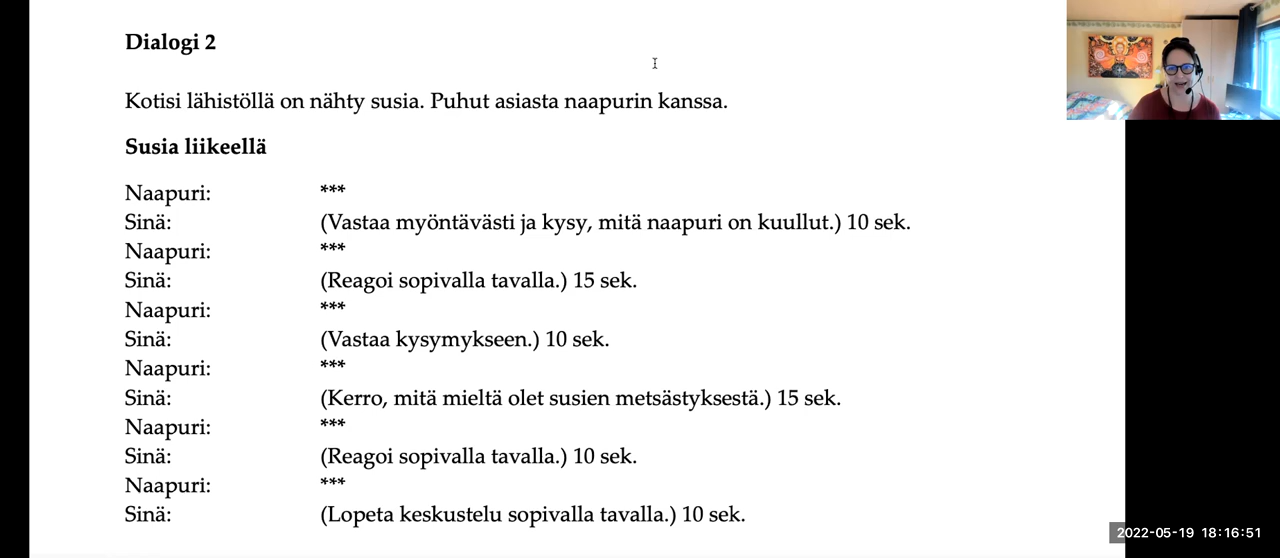 Dialogi 2
Kotisi lähistöllä on nähty susia. Puhut asiasta naapurin kanssa.
Susia liikeellä
Naapuri: ***
Sinä: (Vastaa myöntävästi ja kysy, mitä naapuri on kuullut.) 10 sek.
Naapuri: ***
Sinä: (Reagoi sopivalla tavalla.) 15 sek.
Naapuri: ***
Sinä: (Vastaa kysymykseen.) 10 sek.
Naapuri: ***
Sinä: (Kerro, mitä mieltä olet susien metsästyksestä.) 15 sek.
Naapuri: ***
Sinä: (Reagoi sopivalla tavalla.) 10 sek.
Naapuri: ***
Sinä: (Lopeta keskustelu sopivalla tavalla.) 10 sek.
2022-05-19 18:16:51